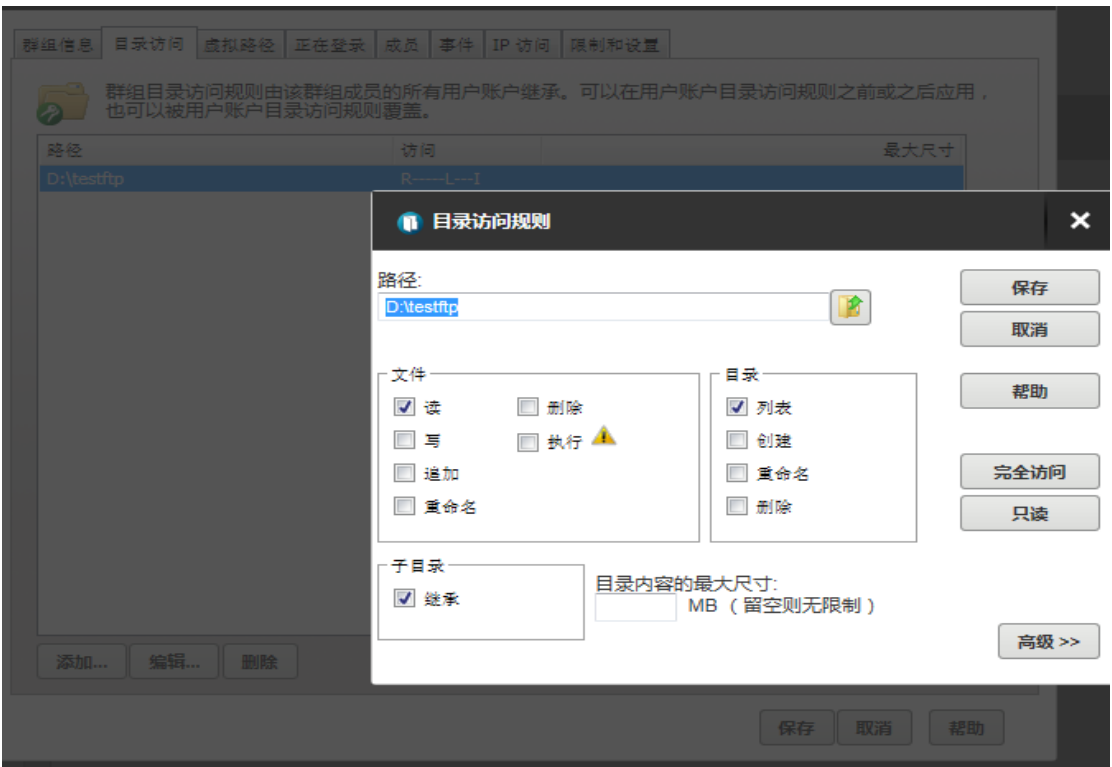 群组信息 目录访问 虚拟路径 正在登录 成员 事件 IP 访问 限制和设置
群组目录访问规则由该群组成员的所有用户账户继承。可以在用户账户目录访问规则之前或之后应用，
也可以被用户账户目录访问规则覆盖。
路径 访问 最大尺寸
D:\testftp R-----L---I
目录访问规则
路径:
D:\testftp
保存
取消
帮助
完全访问
只读
文件
读 删除
写 执行
追加
重命名
目录
列表
创建
重命名
删除
子目录
继承
目录内容的最大尺寸:
MB （留空则无限制）
高级 >>
添加... 编辑... 删除
保存 取消 帮助